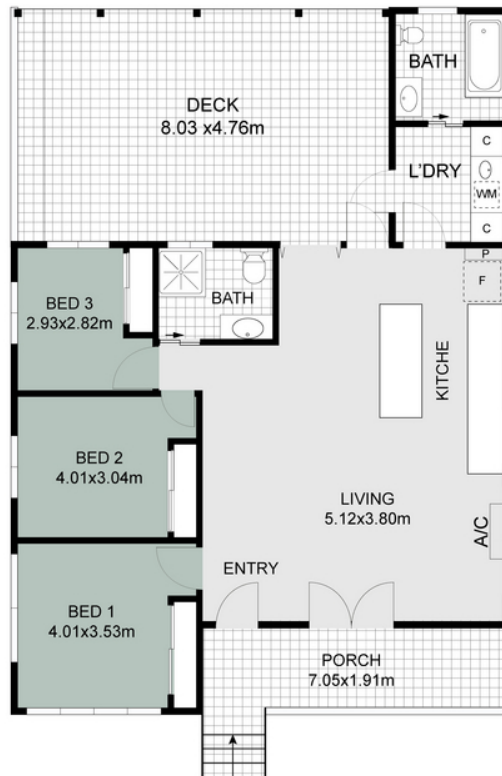 BATH
DECK
8.03 x4.76m
C
L'DRY
WM
C
P
F
BED 3
2.93x2.82m
BATH
KITCHE
BED 2
4.01x3.04m
LIVING
5.12x3.80m
A/C
ENTRY
BED 1
4.01x3.53m
PORCH
7.05x1.91m